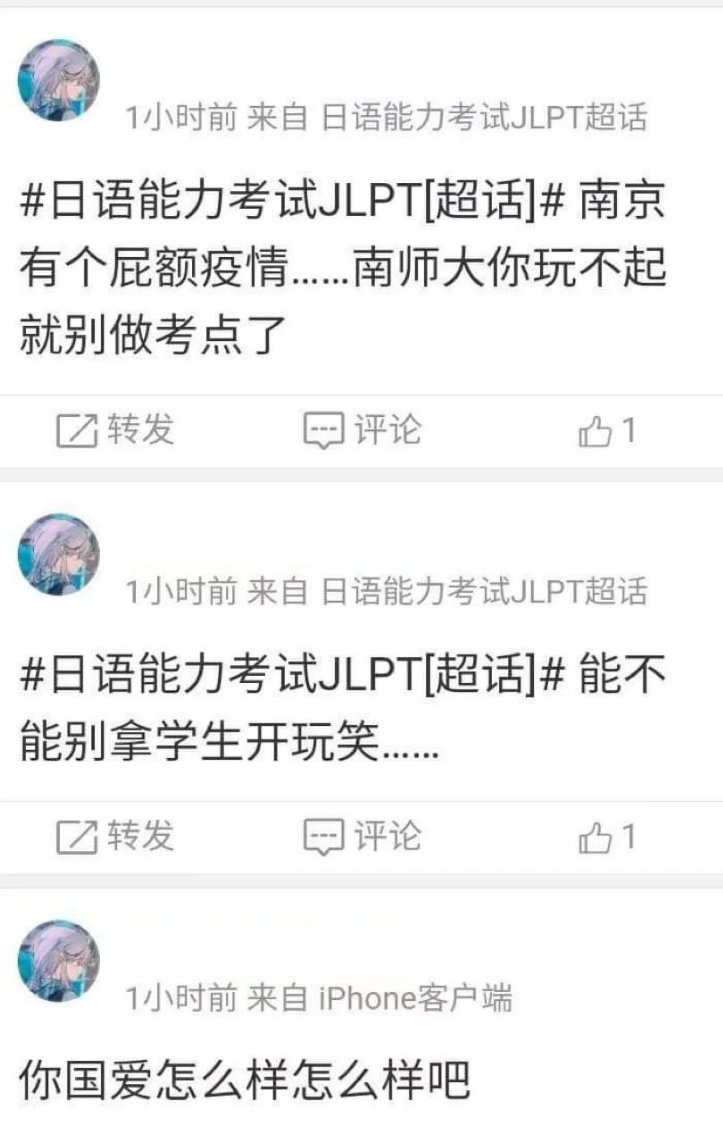 1小时前 来自 日语能力考试JLPT超话
#日语能力考试JLPT[超话]# 南京
有个屁额疫情……南师大你玩不起
就别做考点了
转发 评论 1
1小时前 来自 日语能力考试JLPT超话
#日语能力考试JLPT[超话]# 能不
能别拿学生开玩笑……
转发 评论 1
1小时前 来自 iPhone客户端
你国爱怎么样怎么样吧